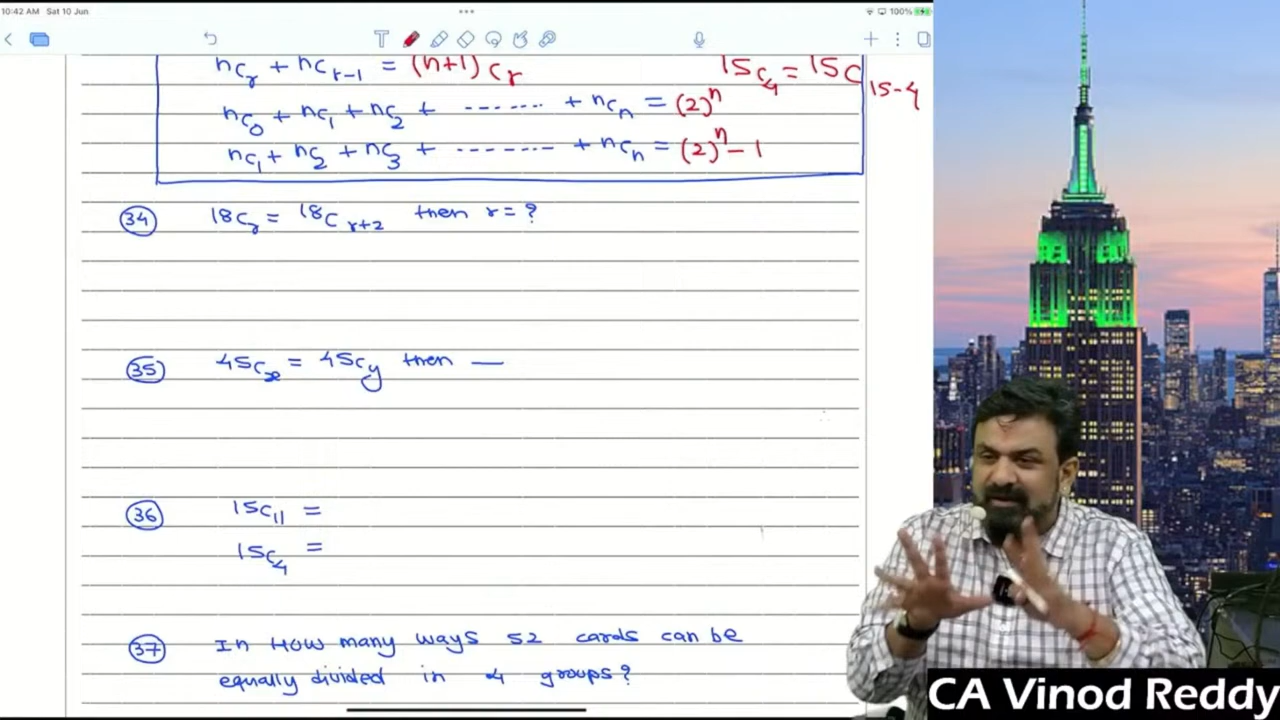 10:42 AM Sat 10 Jun
100%
nCr + nCr-1 = (n+1)Cr
15C4 = 15C15-4
nC0 + nC1 + nC2 + ------- + nCn = (2)^n
nC1 + nC2 + nC3 + ------- + nCn = (2)^n - 1
34 18Cr = 18Cr+2 then r = ?
35 45Cx = 45Cy then —
36 15C11 =
15C4 =
37 In How many ways 52 cards can be
equally divided in 4 groups?
CA Vinod Reddy